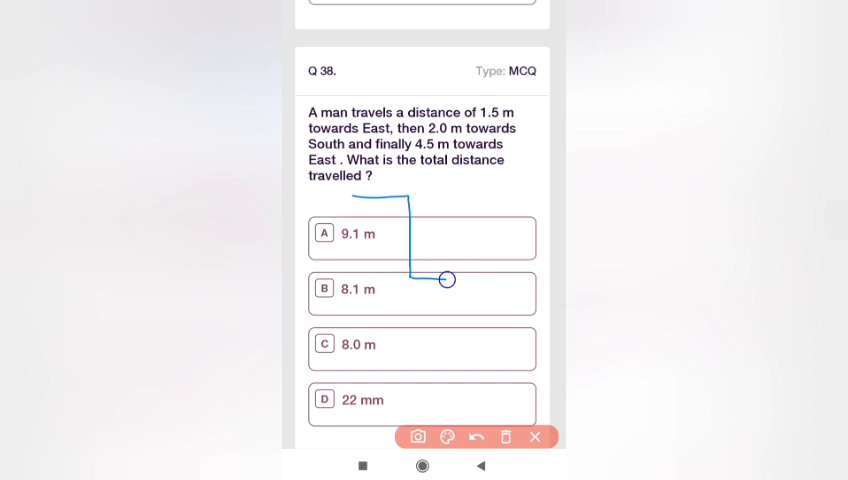 Q 38.
Type: MCQ
A man travels a distance of 1.5 m
towards East, then 2.0 m towards
South and finally 4.5 m towards
East . What is the total distance
travelled ?
A 9.1 m
B 8.1 m
C 8.0 m
D 22 mm